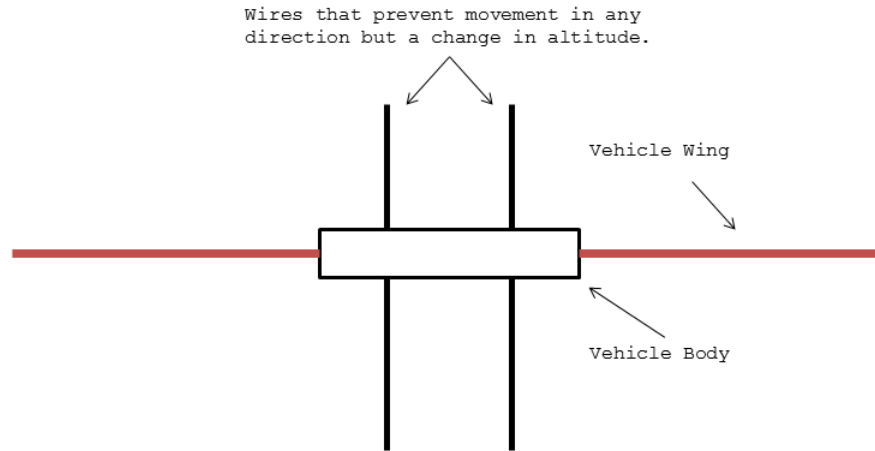 Wires that prevent movement in any
direction but a change in altitude.
Vehicle Wing
Vehicle Body